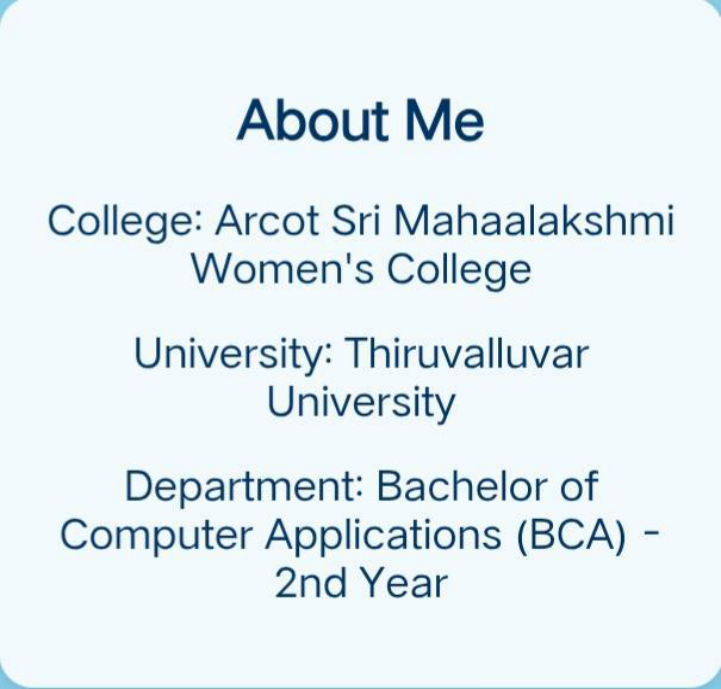 About Me
College: Arcot Sri Mahaalakshmi
Women's College
University: Thiruvalluvar
University
Department: Bachelor of
Computer Applications (BCA) -
2nd Year